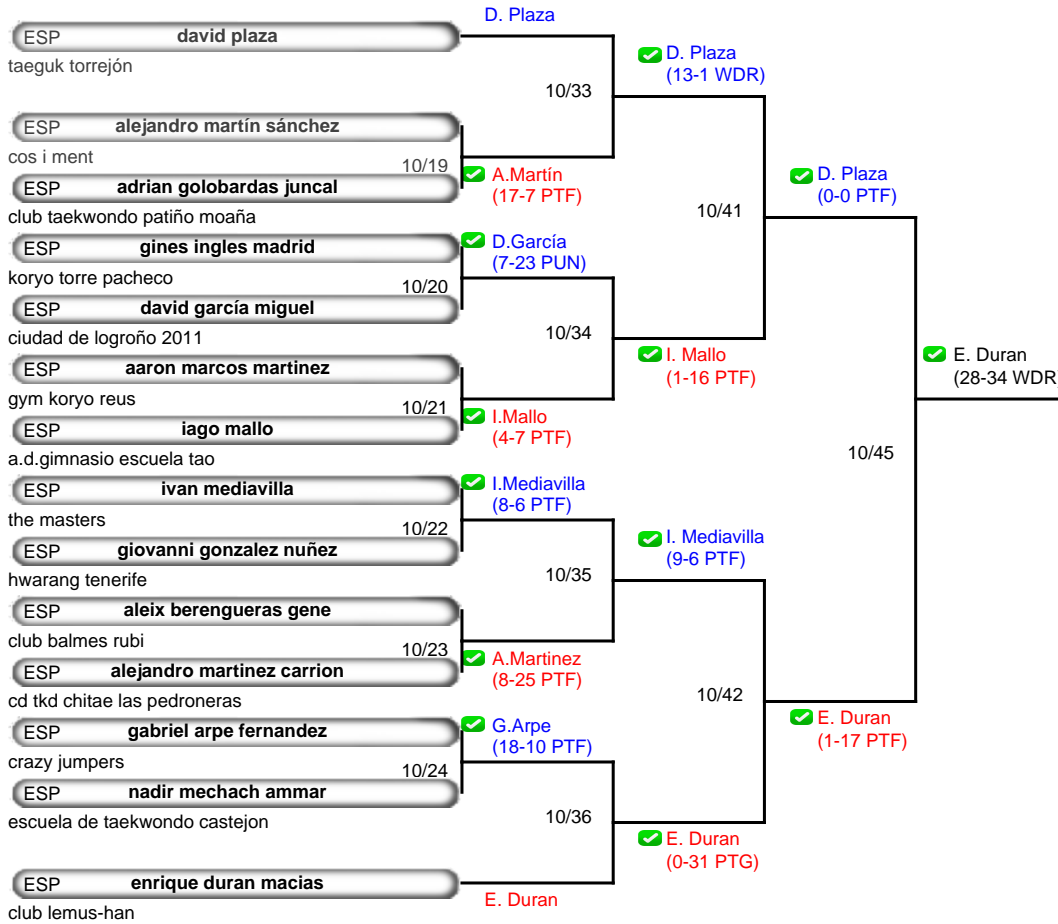 D. Plaza
ESP david plaza
taeguk torrejón
D. Plaza
(13-1 WDR)
10/33
ESP alejandro martín sánchez
cos i ment
10/19
A.Martín
(17-7 PTF)
ESP adrian golobardas juncal
club taekwondo patiño moaña
D. Plaza
(0-0 PTF)
10/41
ESP gines ingles madrid
koryo torre pacheco
D.García
(7-23 PUN)
10/20
ESP david garcía miguel
ciudad de logroño 2011
10/34
I. Mallo
(1-16 PTF)
E. Duran
(28-34 WDR)
ESP aaron marcos martinez
gym koryo reus
10/21
I.Mallo
(4-7 PTF)
ESP iago mallo
a.d.gimnasio escuela tao
10/45
ESP ivan mediavilla
the masters
I.Mediavilla
(8-6 PTF)
10/22
ESP giovanni gonzalez nuñez
hwarang tenerife
I. Mediavilla
(9-6 PTF)
10/35
ESP aleix berengueras gene
club balmes rubi
10/23
A.Martinez
(8-25 PTF)
ESP alejandro martinez carrion
cd tkd chitae las pedroneras
10/42
E. Duran
(1-17 PTF)
ESP gabriel arpe fernandez
crazy jumpers
G.Arpe
(18-10 PTF)
10/24
ESP nadir mechach ammar
escuela de taekwondo castejon
10/36
E. Duran
(0-31 PTG)
ESP enrique duran macias
club lemus-han
E. Duran